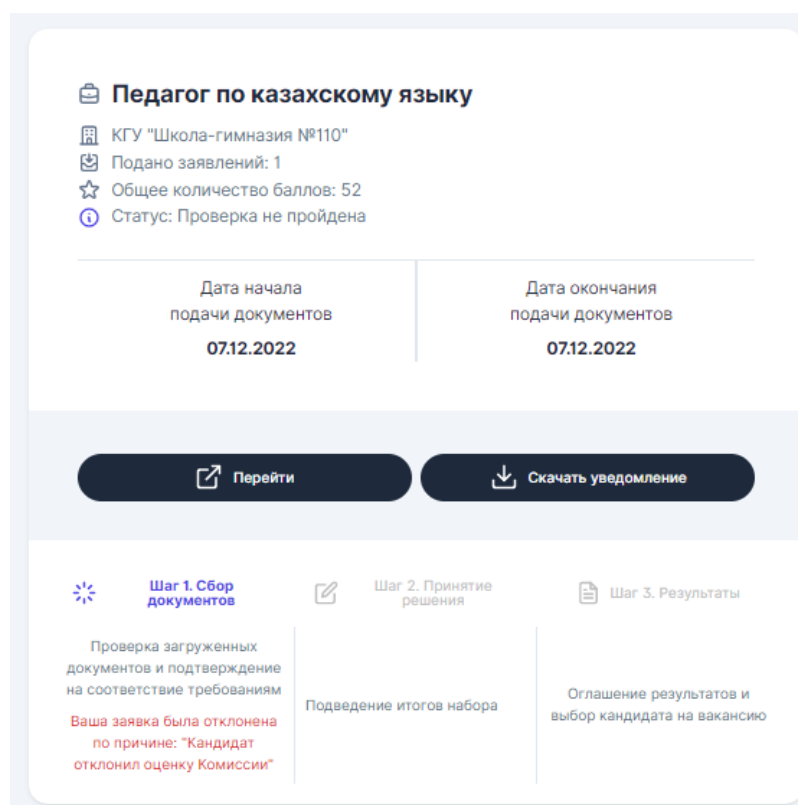 Педагог по казахскому языку
КГУ "Школа-гимназия №110"
Подано заявлений: 1
Общее количество баллов: 52
Статус: Проверка не пройдена
Дата начала
подачи документов
07.12.2022
Дата окончания
подачи документов
07.12.2022
Перейти
Скачать уведомление
Шаг 1. Сбор
документов
Проверка загруженных
документов и подтверждение
на соответствие требованиям
Ваша заявка была отклонена
по причине: "Кандидат
отклонил оценку Комиссии"
Шаг 2. Принятие
решения
Подведение итогов набора
Шаг 3. Результаты
Оглашение результатов и
выбор кандидата на вакансию